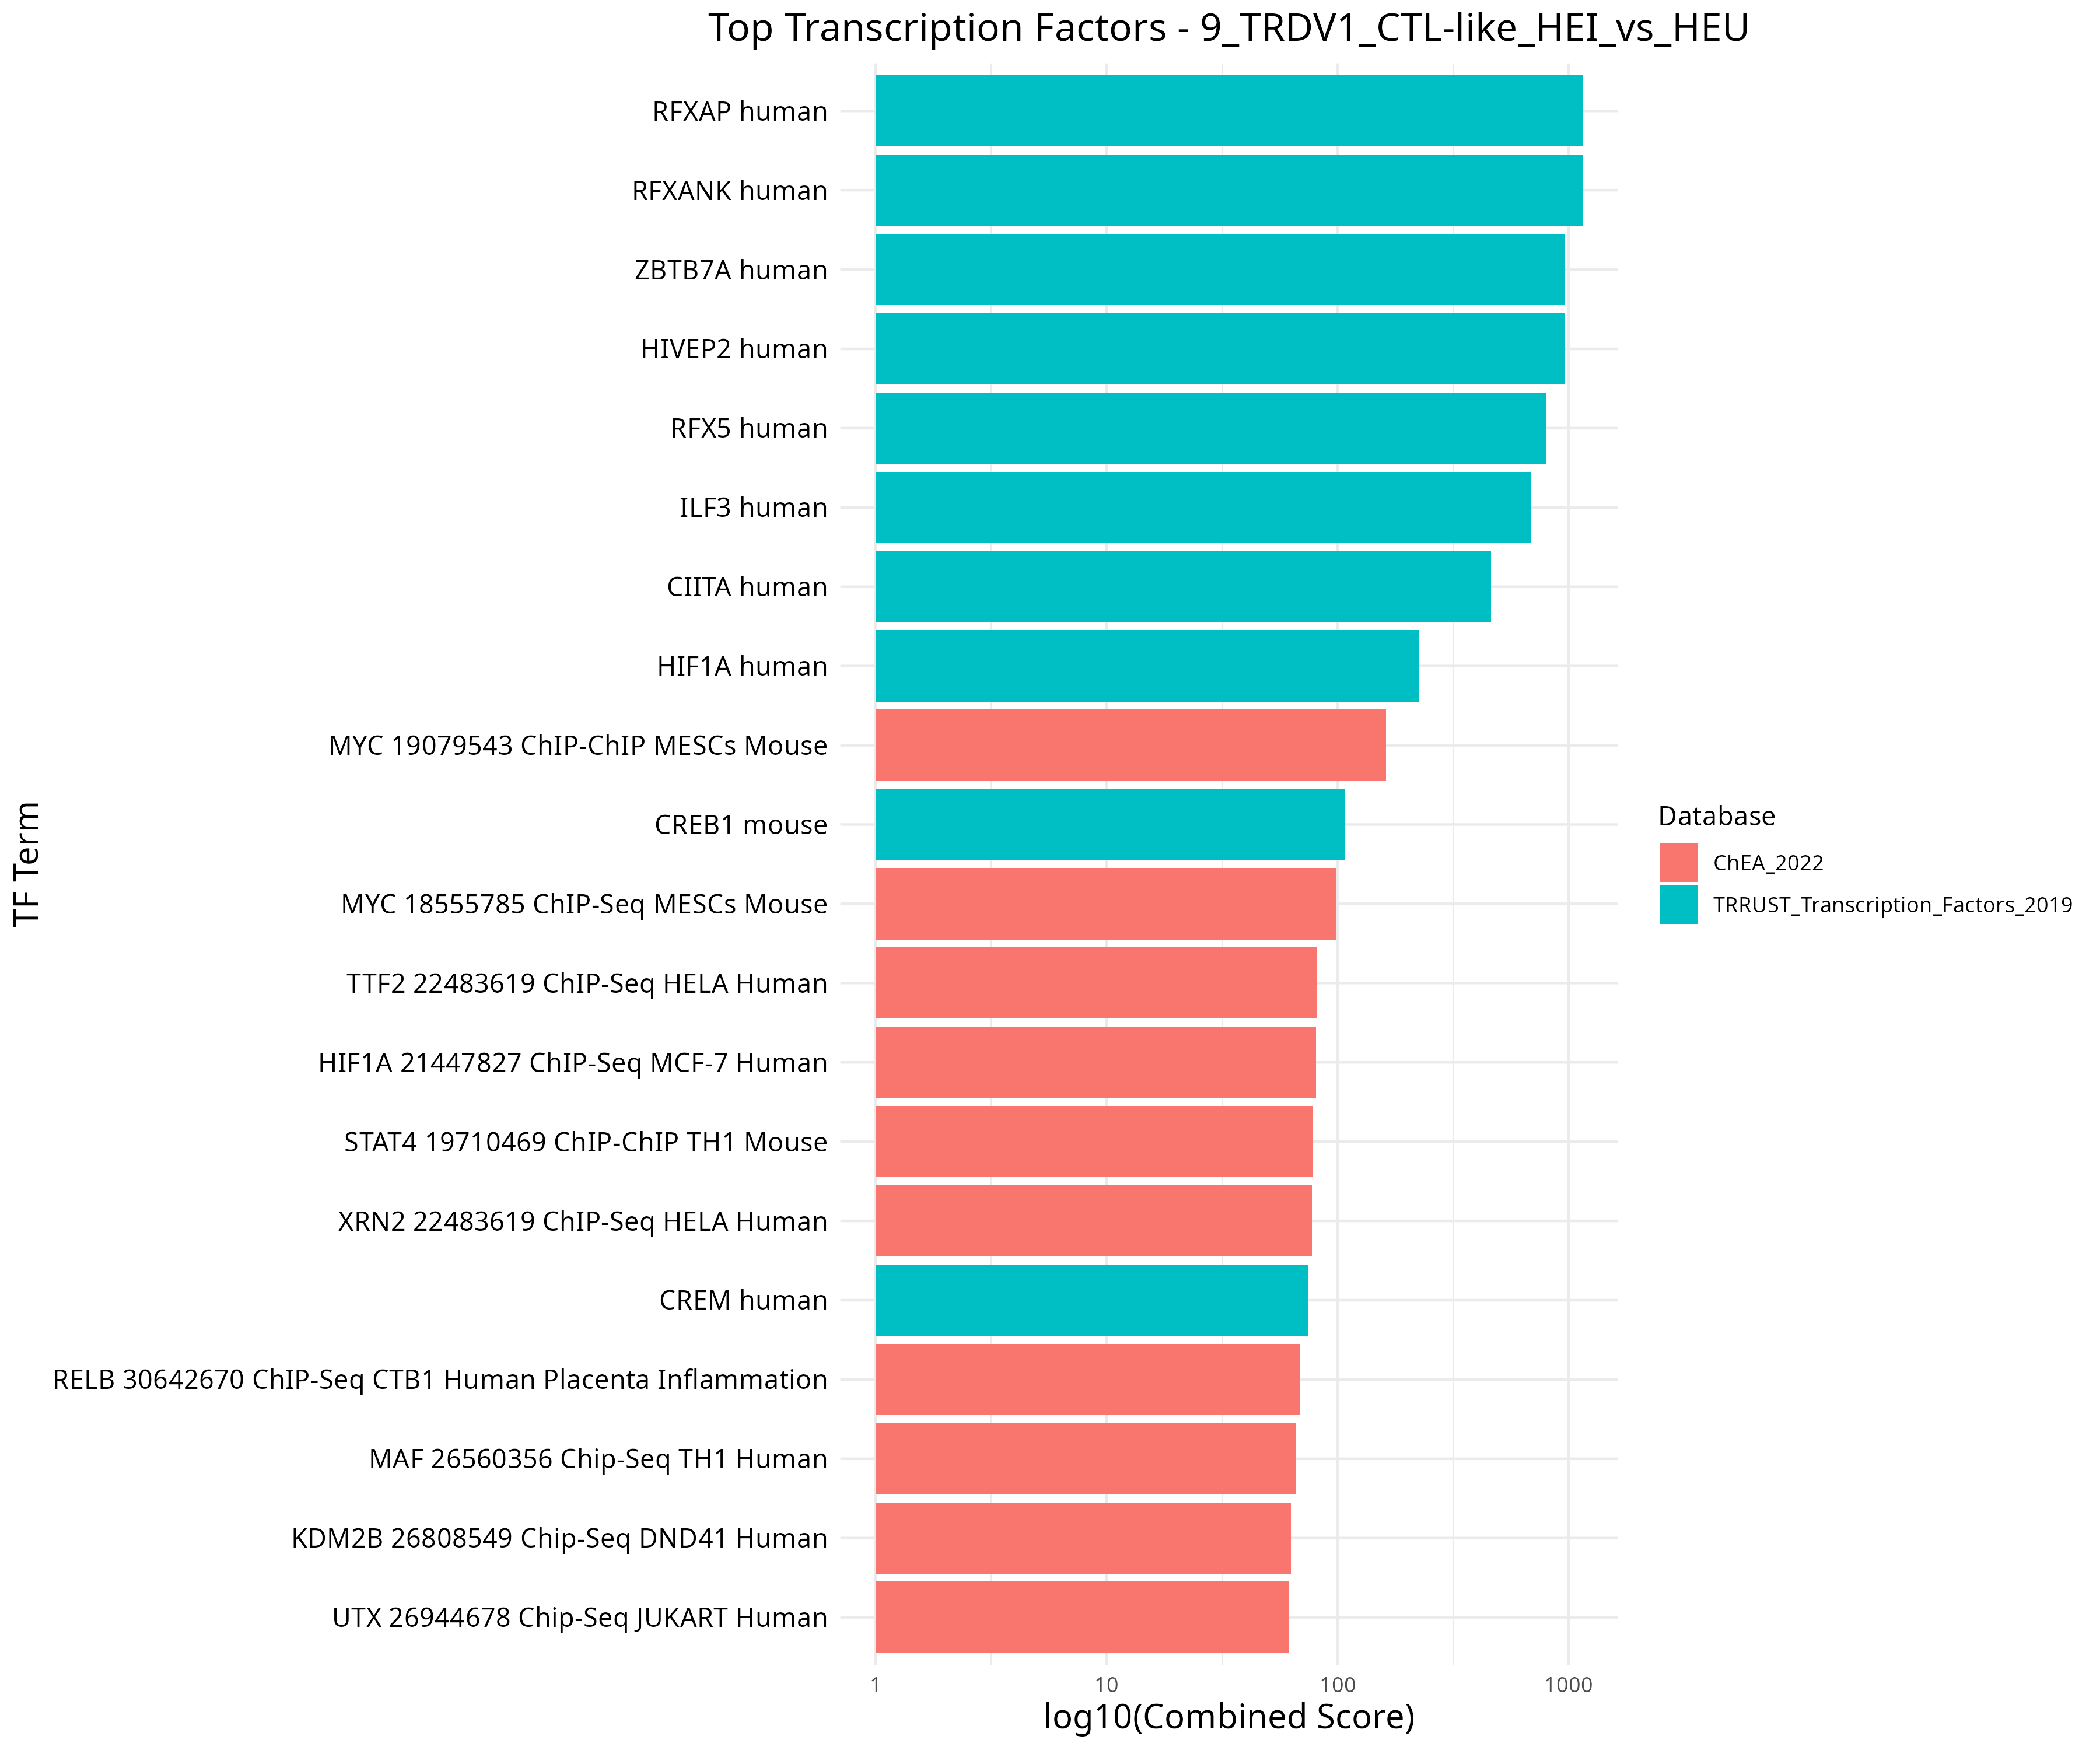 Top Transcription Factors - 9_TRDV1_CTL-like_HEI_vs_HEU
RFXAP human
RFXANK human
ZBTB7A human
HIVEP2 human
RFX5 human
ILF3 human
CIITA human
HIF1A human
MYC 19079543 ChIP-ChIP MESCs Mouse
CREB1 mouse
MYC 18555785 ChIP-Seq MESCs Mouse
TTF2 22483619 ChIP-Seq HELA Human
HIF1A 21447827 ChIP-Seq MCF-7 Human
STAT4 19710469 ChIP-ChIP TH1 Mouse
XRN2 22483619 ChIP-Seq HELA Human
CREM human
RELB 30642670 ChIP-Seq CTB1 Human Placenta Inflammation
MAF 26560356 Chip-Seq TH1 Human
KDM2B 26808549 Chip-Seq DND41 Human
UTX 26944678 Chip-Seq JUKART Human
TF Term
1 10 100 1000
log10(Combined Score)
Database
ChEA_2022
TRRUST_Transcription_Factors_2019